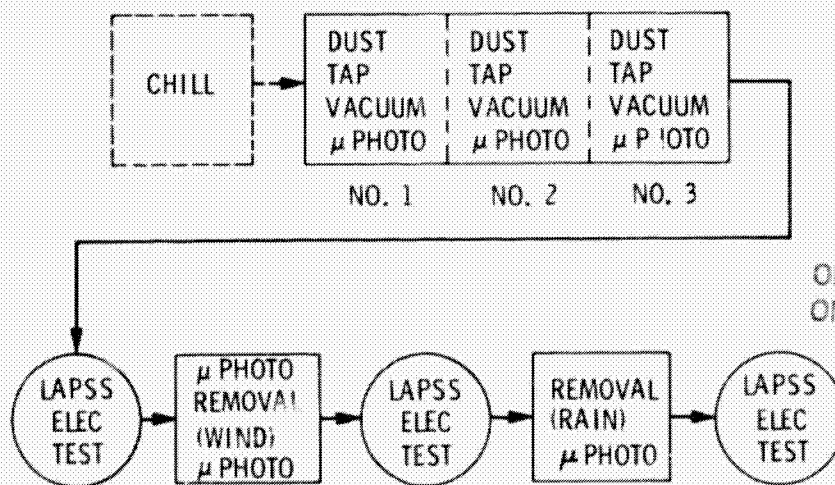 CHILL
DUST
TAP
VACUUM
μ PHOTO
DUST
TAP
VACUUM
μ PHOTO
DUST
TAP
VACUUM
μ P
NO. 1
NO. 2
NO. 3
LAPSS
ELEC
TEST
μ PHOTO
REMOVAL
(WIND)
μ PHOTO
LAPSS
ELEC
TEST
REMOVAL
(RAIN)
μ PHOTO
LAPSS
ELEC
TEST